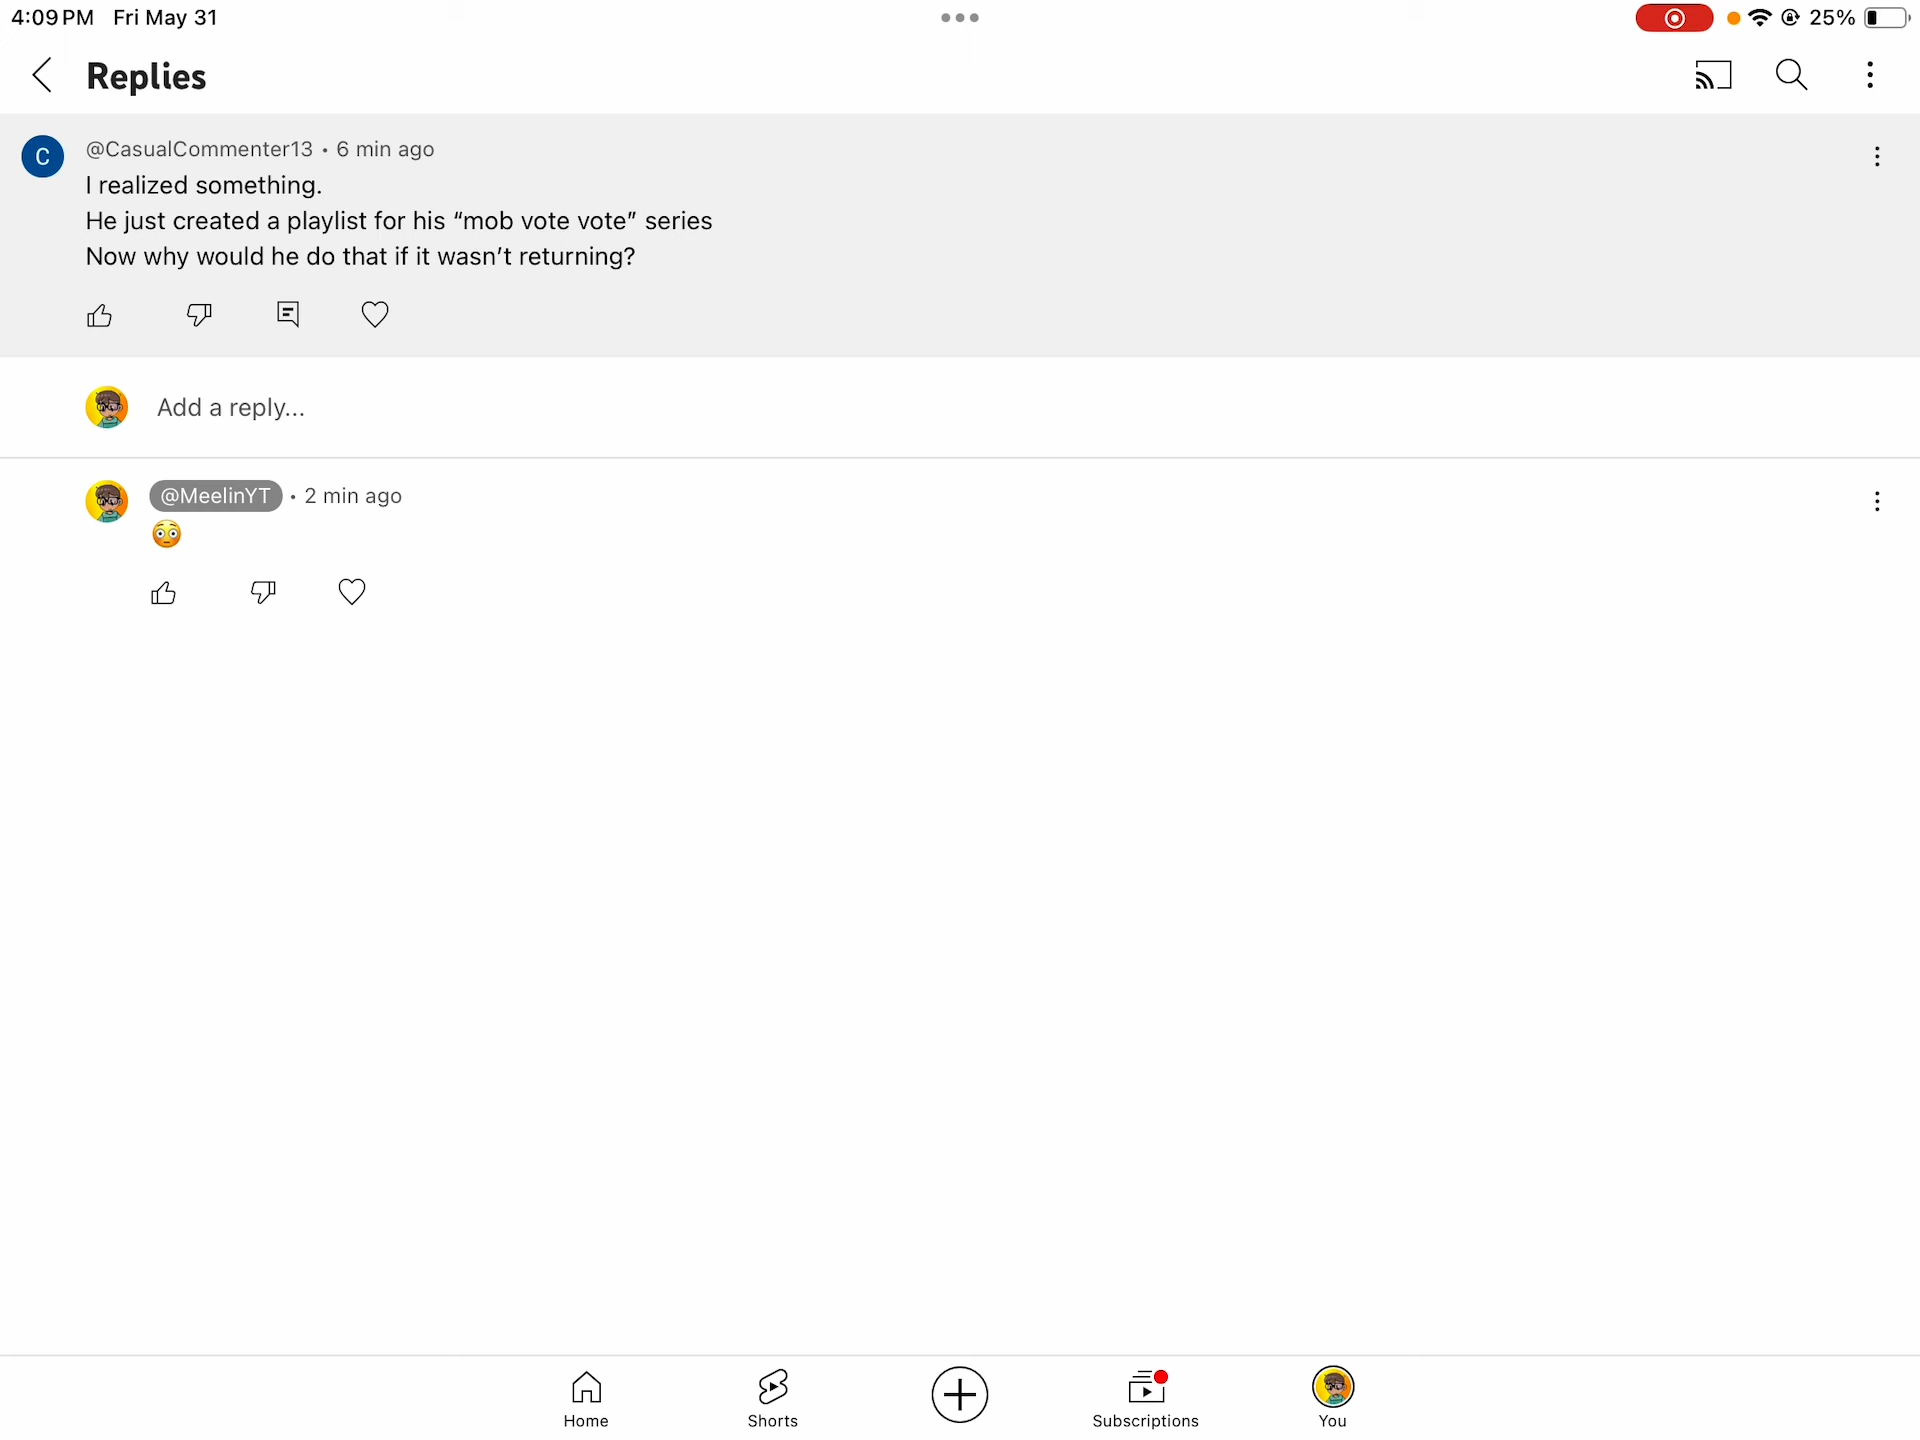 4:09 PM Fri May 31
25%
Replies
C
@CasualCommenter13 • 6 min ago
I realized something.
He just created a playlist for his “mob vote vote” series
Now why would he do that if it wasn’t returning?
Add a reply...
@MeelinYT • 2 min ago
😳
Home
Shorts
Subscriptions
You